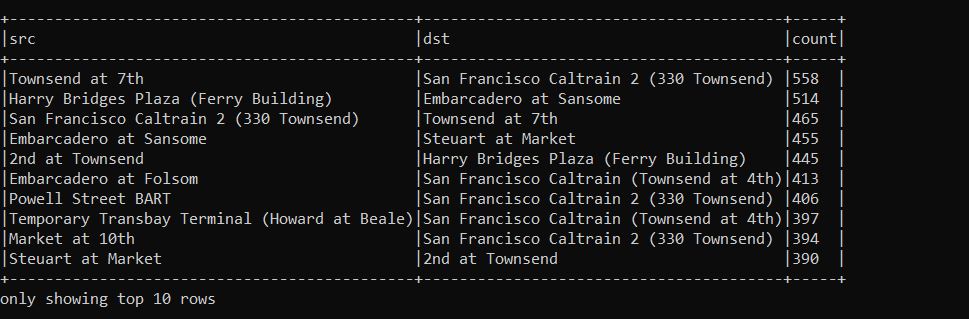 +--------------------------------------------+---------------------------------------+-----+
|src                                         |dst                                    |count|
+--------------------------------------------+---------------------------------------+-----+
|Townsend at 7th                             |San Francisco Caltrain 2 (330 Townsend) |558  |
|Harry Bridges Plaza (Ferry Building)        |Embarcadero at Sansome                 |514  |
|San Francisco Caltrain 2 (330 Townsend)     |Townsend at 7th                        |465  |
|Embarcadero at Sansome                      |Steuart at Market                      |455  |
|2nd at Townsend                             |Harry Bridges Plaza (Ferry Building)   |445  |
|Embarcadero at Folsom                       |San Francisco Caltrain (Townsend at 4th)|413  |
|Powell Street BART                          |San Francisco Caltrain 2 (330 Townsend) |406  |
|Temporary Transbay Terminal (Howard at Beale)|San Francisco Caltrain (Townsend at 4th)|397  |
|Market at 10th                              |San Francisco Caltrain 2 (330 Townsend) |394  |
|Steuart at Market                           |2nd at Townsend                        |390  |
+--------------------------------------------+---------------------------------------+-----+
only showing top 10 rows